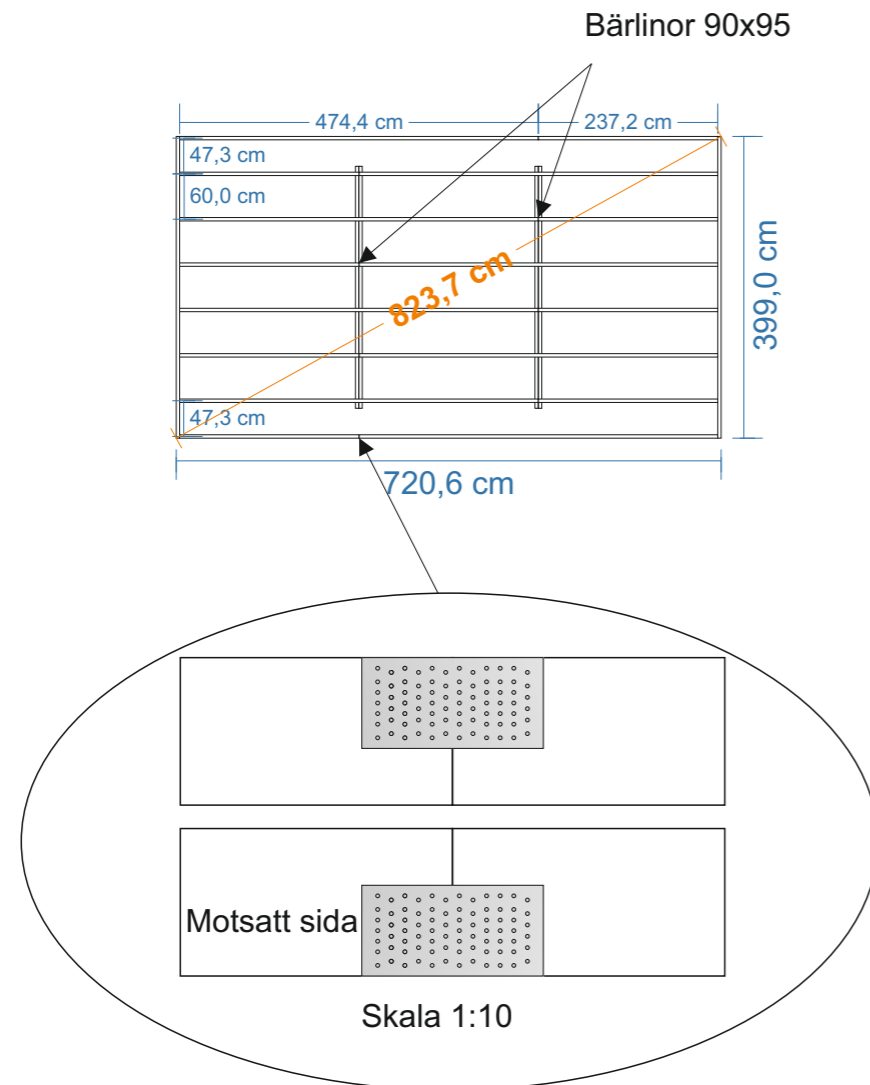 Bärlinor 90x95
474,4 cm
237,2 cm
47,3 cm
60,0 cm
823,7 cm
399,0 cm
47,3 cm
720,6 cm
Motsatt sida
Skala 1:10